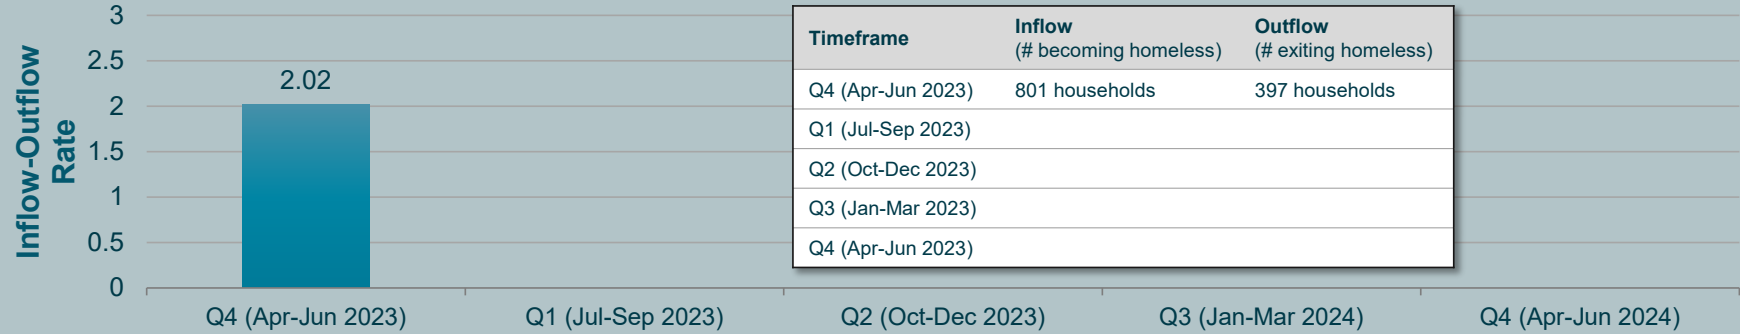 Inflow-Outflow
Rate
3
2.5
2
1.5
1
0.5
0
2.02
Timeframe Inflow Outflow
(# becoming homeless) (# exiting homeless)
Q4 (Apr-Jun 2023) 801 households 397 households
Q1 (Jul-Sep 2023)
Q2 (Oct-Dec 2023)
Q3 (Jan-Mar 2023)
Q4 (Apr-Jun 2023)
Q4 (Apr-Jun 2023) Q1 (Jul-Sep 2023) Q2 (Oct-Dec 2023) Q3 (Jan-Mar 2024) Q4 (Apr-Jun 2024)